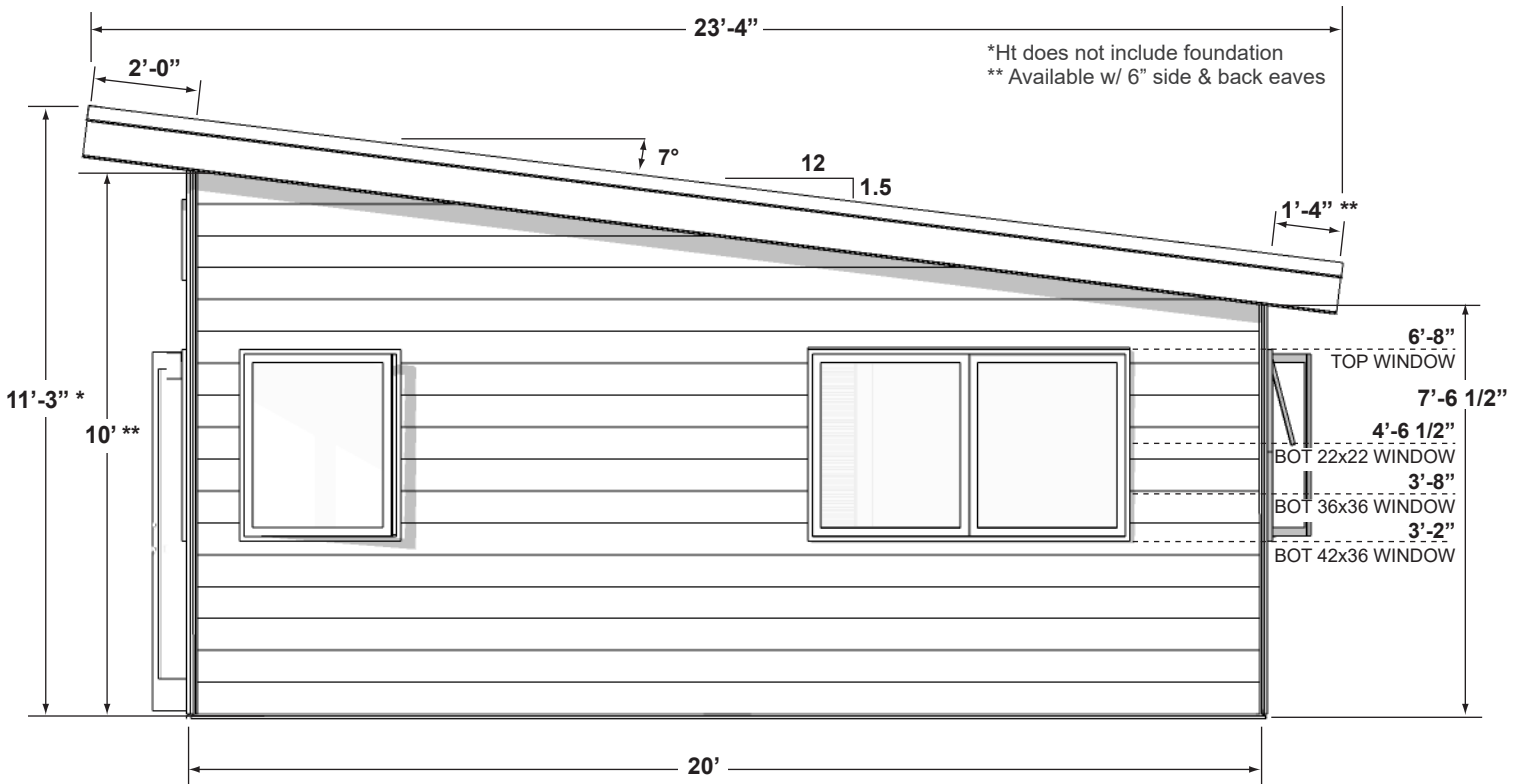 23’-4”
*Ht does not include foundation
** Available w/ 6” side & back eaves
2’-0”
7°
12
1.5
1’-4” **
6’-8”
TOP WINDOW
11’-3” *
7’-6 1/2”
10’ **
4’-6 1/2”
BOT 22x22 WINDOW
3’-8”
BOT 36x36 WINDOW
3’-2”
BOT 42x36 WINDOW
20’